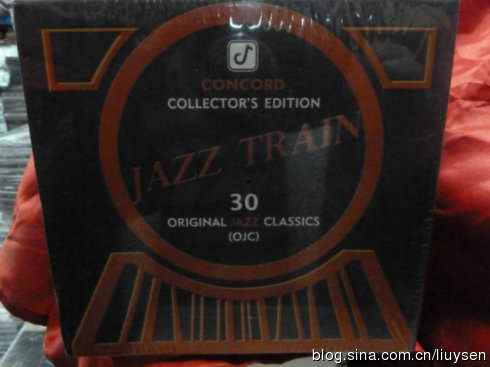 CONCORD
COLLECTOR'S EDITION
JAZZ TRAIN
30
ORIGINAL JAZZ CLASSICS
(OJC)
blog.sina.com.cn/liuysen